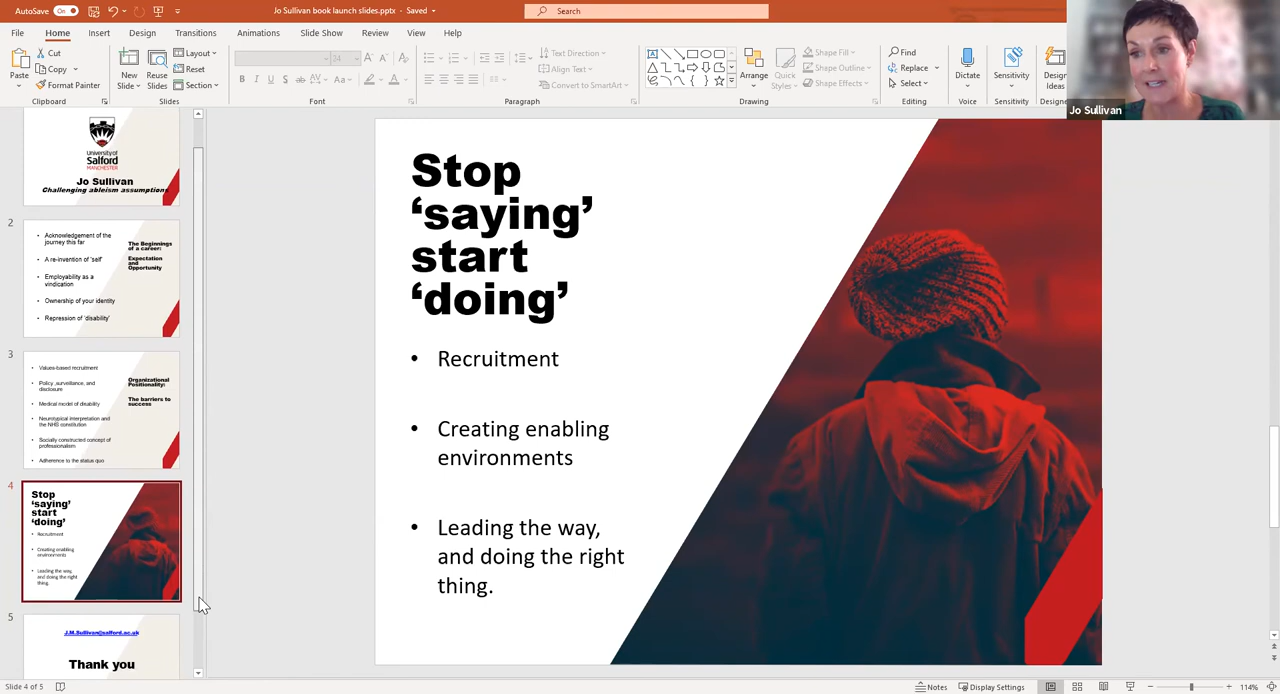 AutoSave On
Jo Sullivan book launch slides.pptx • Saved
Search
File Home Insert Design Transitions Animations Slide Show Review View Help
Paste
Cut
Copy
Format Painter
Clipboard
New Slide
Reuse Slides
Layout
Reset
Section
Slides
34
B I U S ab AV Aa A
Font
Text Direction
Align Text
Convert to SmartArt
Paragraph
Arrange
Quick Styles
Shape Fill
Shape Outline
Shape Effects
Drawing
Find
Replace
Select
Editing
Dictate
Voice
Sensitivity
Sensitivity
Design Ideas
Designe
Jo Sullivan
University of
Salford
MANCHESTER
Jo Sullivan
Challenging ableism assumptions
2
• Acknowledgement of the
journey this far
• A re-invention of 'self'
• Employability as a
vindication
• Ownership of your identity
• Repression of 'disability'
The Beginnings
of a career:
Expectation
and
Opportunity
3
• Values-based recruitment
• Policy ,surveillance, and
disclosure
• Medical model of disability
• Neurotypical interpretation and
the NHS constitution
• Socially constructed concept of
professionalism
• Adherence to the status quo
Organizational
Positionality:
The barriers to
success
4
Stop
‘saying’
start
‘doing’
• Recruitment
• Creating enabling
environments
• Leading the way,
and doing the right
thing.
5
J.M.Sullivan@salford.ac.uk
Thank you
Stop
‘saying’
start
‘doing’
• Recruitment
• Creating enabling
environments
• Leading the way,
and doing the right
thing.
Slide 4 of 5
Notes
Display Settings
114%